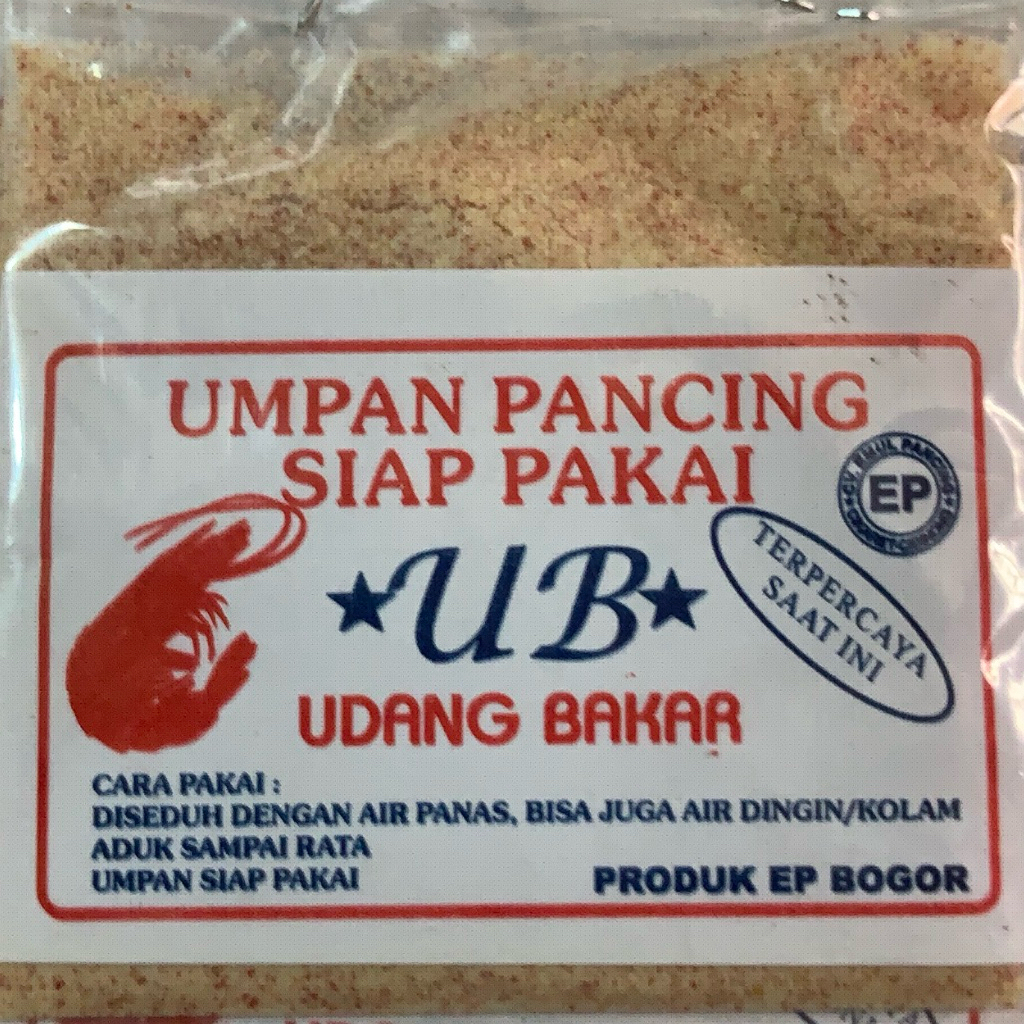 UMPAN PANCING
SIAP PAKAI
EP
TERPERCAYA
SAAT INI
★UB★
UDANG BAKAR
CARA PAKAI :
DISEDUH DENGAN AIR PANAS, BISA JUGA AIR DINGIN/KOLAM
ADUK SAMPAI RATA
UMPAN SIAP PAKAI
PRODUK EP BOGOR